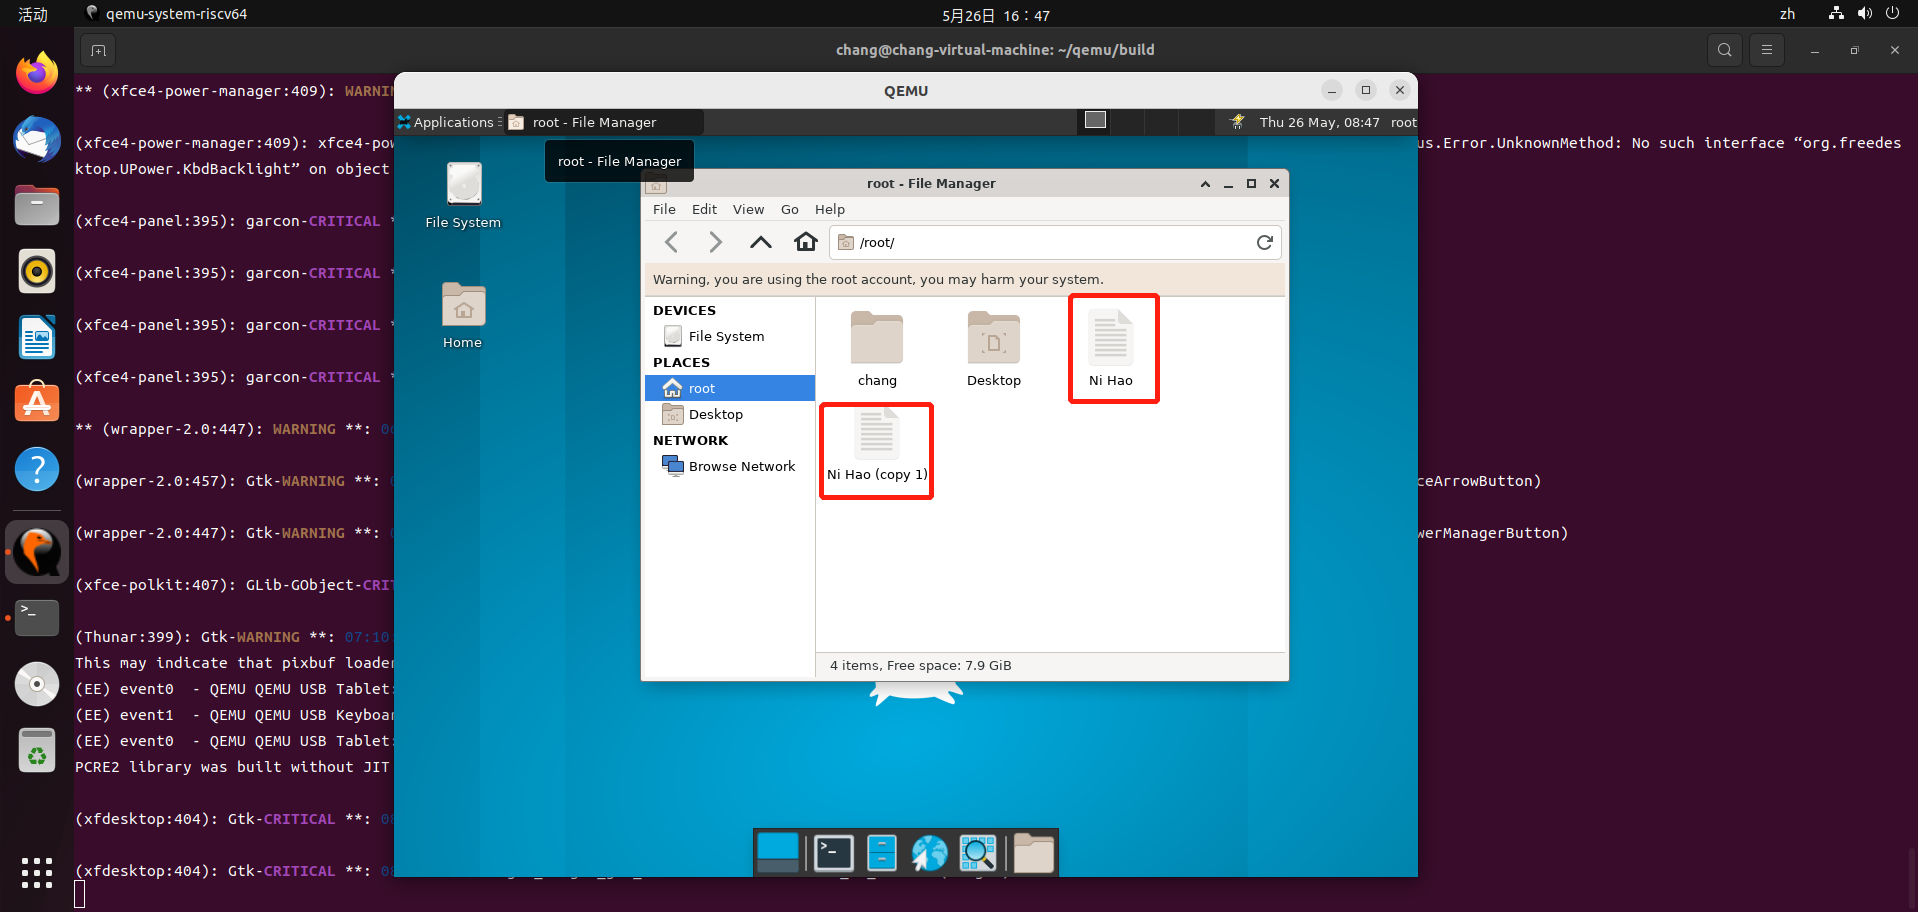 活动
qemu-system-riscv64
5月26日 16：47
zh
chang@chang-virtual-machine: ~/qemu/build
QEMU
Applications
root - File Manager
Thu 26 May, 08:47
root
root - File Manager
File System
Home
root - File Manager
File Edit View Go Help
/root/
Warning, you are using the root account, you may harm your system.
DEVICES
File System
PLACES
root
Desktop
NETWORK
Browse Network
chang
Desktop
Ni Hao
Ni Hao (copy 1)
4 items, Free space: 7.9 GiB
** (xfce4-power-manager:409):
(xfce4-power-manager:409):
us.Error.UnknownMethod: No such interface “org.freedes
ktop.UPower.KbdBacklight” on object
(xfce4-panel:395): garcon-CRITICAL
(xfce4-panel:395): garcon-CRITICAL
(xfce4-panel:395): garcon-CRITICAL
(xfce4-panel:395): garcon-CRITICAL
** (wrapper-2.0:447): WARNING **:
(wrapper-2.0:457): Gtk-WARNING **:
ceArrowButton)
(wrapper-2.0:447): Gtk-WARNING **:
werManagerButton)
(xfce-polkit:407):
(Thunar:399): Gtk-WARNING **: 07:10:
This may indicate that pixbuf loader
(EE) event0 - QEMU QEMU USB Tablet:
(EE) event1 - QEMU QEMU USB
(EE) event0 - QEMU QEMU USB Tablet:
PCRE2 library was built without JIT
(xfdesktop:404): Gtk-CRITICAL **:
(xfdesktop:404): Gtk-CRITICAL **: